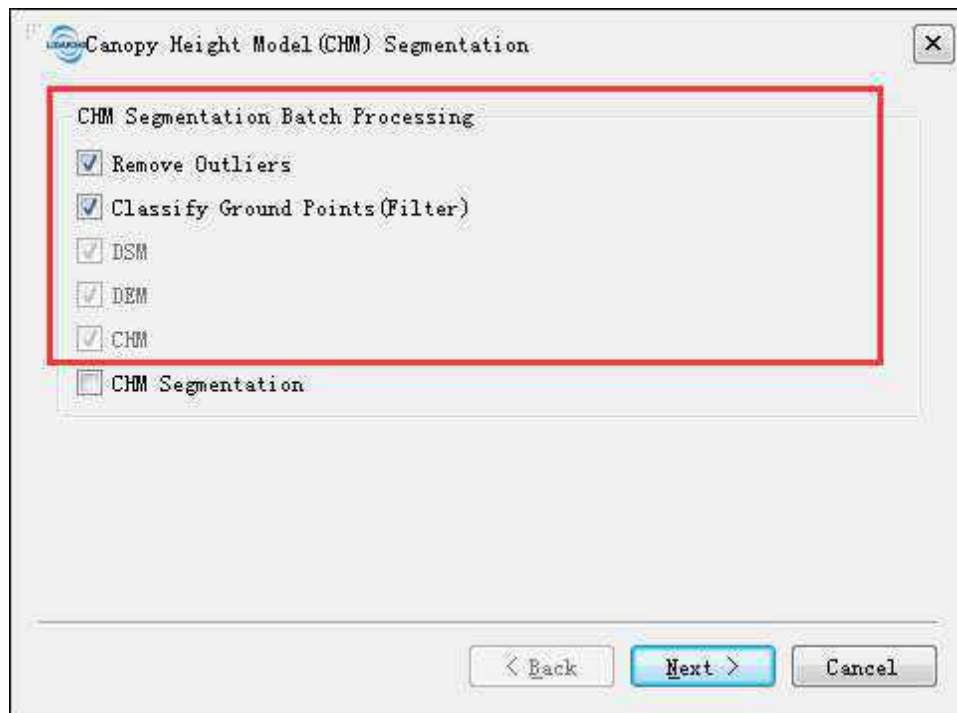 Canopy Height Model(CHM) Segmentation
CHM Segmentation Batch Processing
Remove Outliers
Classify Ground Points(Filter)
DSM
DEM
CHM
CHM Segmentation
< Back
Next >
Cancel